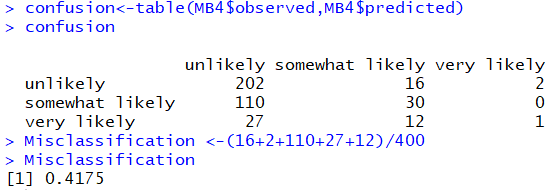 > confusion<-table(MB4$observed,MB4$predicted)
> confusion
unlikely somewhat likely very likely
unlikely 202 16 2
somewhat likely 110 30 0
very likely 27 12 1
> Misclassification <-(16+2+110+27+12)/400
> Misclassification
[1] 0.4175